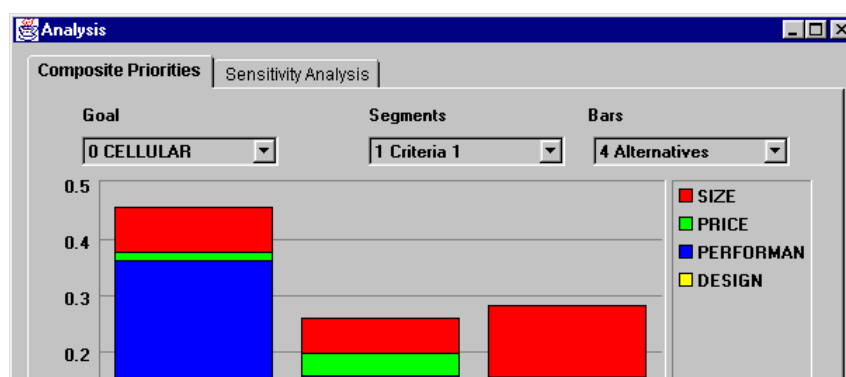 Analysis
Composite Priorities Sensitivity Analysis
Goal Segments Bars
0 CELLULAR 1 Criteria 1 4 Alternatives
0.5
SIZE
PRICE
0.4
PERFORMAN
DESIGN
0.3
0.2